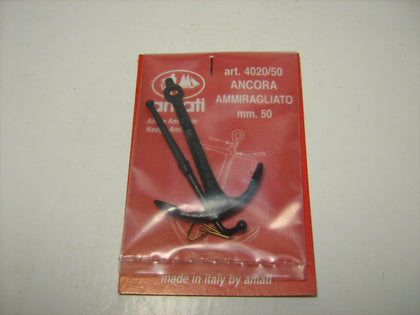 amati
art. 4020/50
ANCORA
AMMIRAGLIATO
mm. 50
made in italy by amati